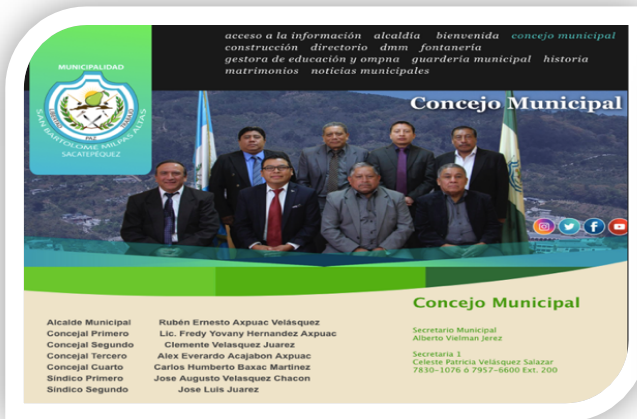 acceso a la información alcaldía bienvenida concejo municipal
construcción directorio dmm fontanería
gestora de educación y ompna guardería municipal historia
matrimonios noticias municipales
MUNICIPALIDAD
PAZ
SAN BARTOLOME MILPAS ALTAS
SACATEPÉQUEZ
Concejo Municipal
Concejo Municipal
Alcalde Municipal Rubén Ernesto Axpuac Velásquez
Concejal Primero Lic. Fredy Yovany Hernandez Axpuac
Concejal Segundo Clemente Velasquez Juarez
Concejal Tercero Alex Everardo Acajabon Axpuac
Concejal Cuarto Carlos Humberto Baxac Martinez
Síndico Primero Jose Augusto Velasquez Chacon
Síndico Segundo Jose Luis Juarez
Secretario Municipal
Alberto Vielman Jerez
Secretaria 1
Celeste Patricia Velásquez Salazar
7830-1076 ó 7957-6600 Ext. 200